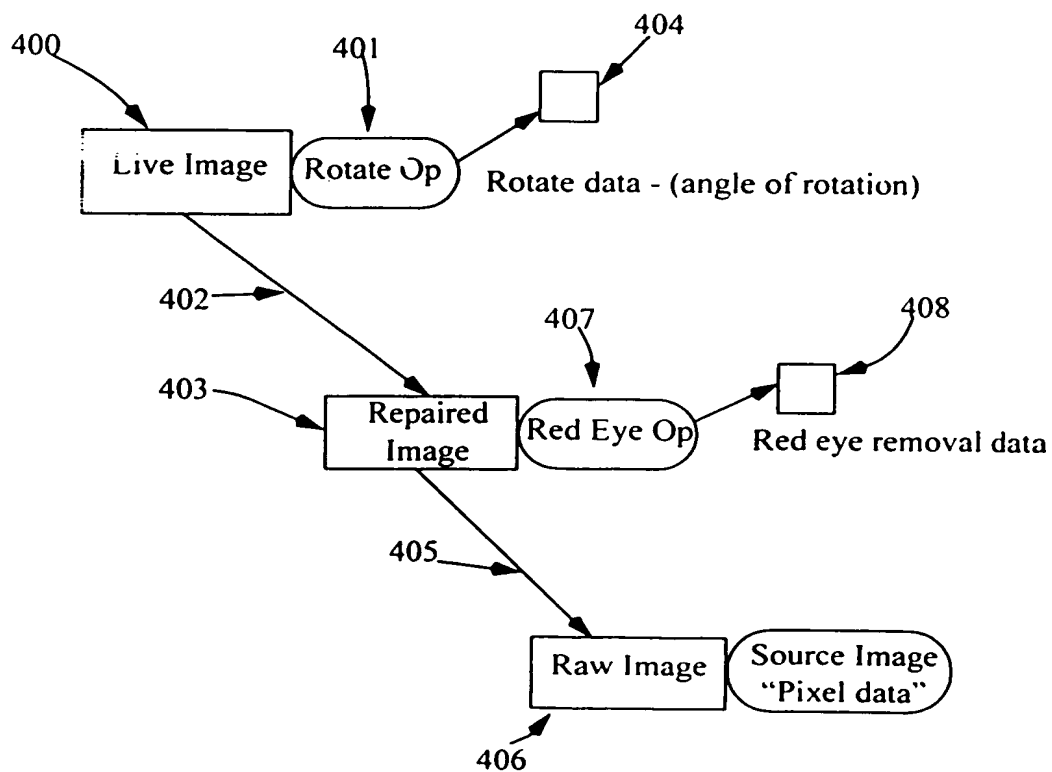 400
401
404
Live Image
Rotate Op
Rotate data - (angle of rotation)
402
407
408
403
Repaired
Image
Red Eye Op
Red eye removal data
405
Raw Image
Source Image
“Pixel data”
406